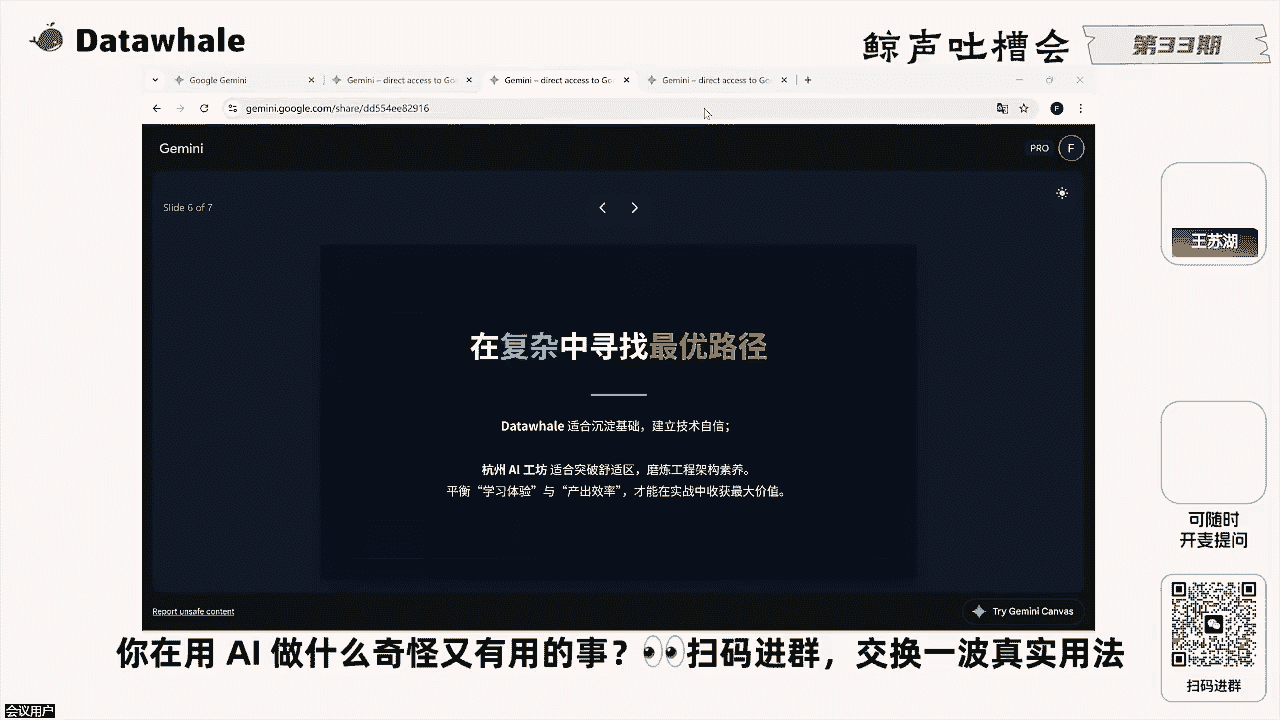 Datawhale
鲸声吐槽会
第33期
Google Gemini
Gemini – direct access to Go
Gemini – direct access to Go
Gemini – direct access to Go
gemini.google.com/share/dd554ee82916
F
Gemini
PRO
F
Slide 6 of 7
在复杂中寻找最优路径
Datawhale 适合沉淀基础，建立技术自信；
杭州 AI 工坊 适合突破舒适区，磨炼工程架构素养。
平衡“学习体验”与“产出效率”，才能在实战中收获最大价值。
Report unsafe content
Try Gemini Canvas
王苏湖
可随时
开麦提问
扫码进群
你在用 AI 做什么奇怪又有用的事？👀扫码进群，交换一波真实用法
会议用户